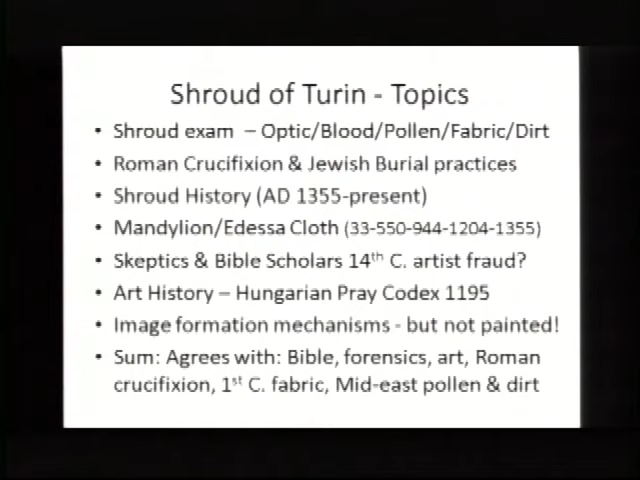 Shroud of Turin - Topics
• Shroud exam – Optic/Blood/Pollen/Fabric/Dirt
• Roman Crucifixion & Jewish Burial practices
• Shroud History (AD 1355-present)
• Mandylion/Edessa Cloth (33-550-944-1204-1355)
• Skeptics & Bible Scholars 14th C. artist fraud?
• Art History – Hungarian Pray Codex 1195
• Image formation mechanisms - but not painted!
• Sum: Agrees with: Bible, forensics, art, Roman
crucifixion, 1st C. fabric, Mid-east pollen & dirt